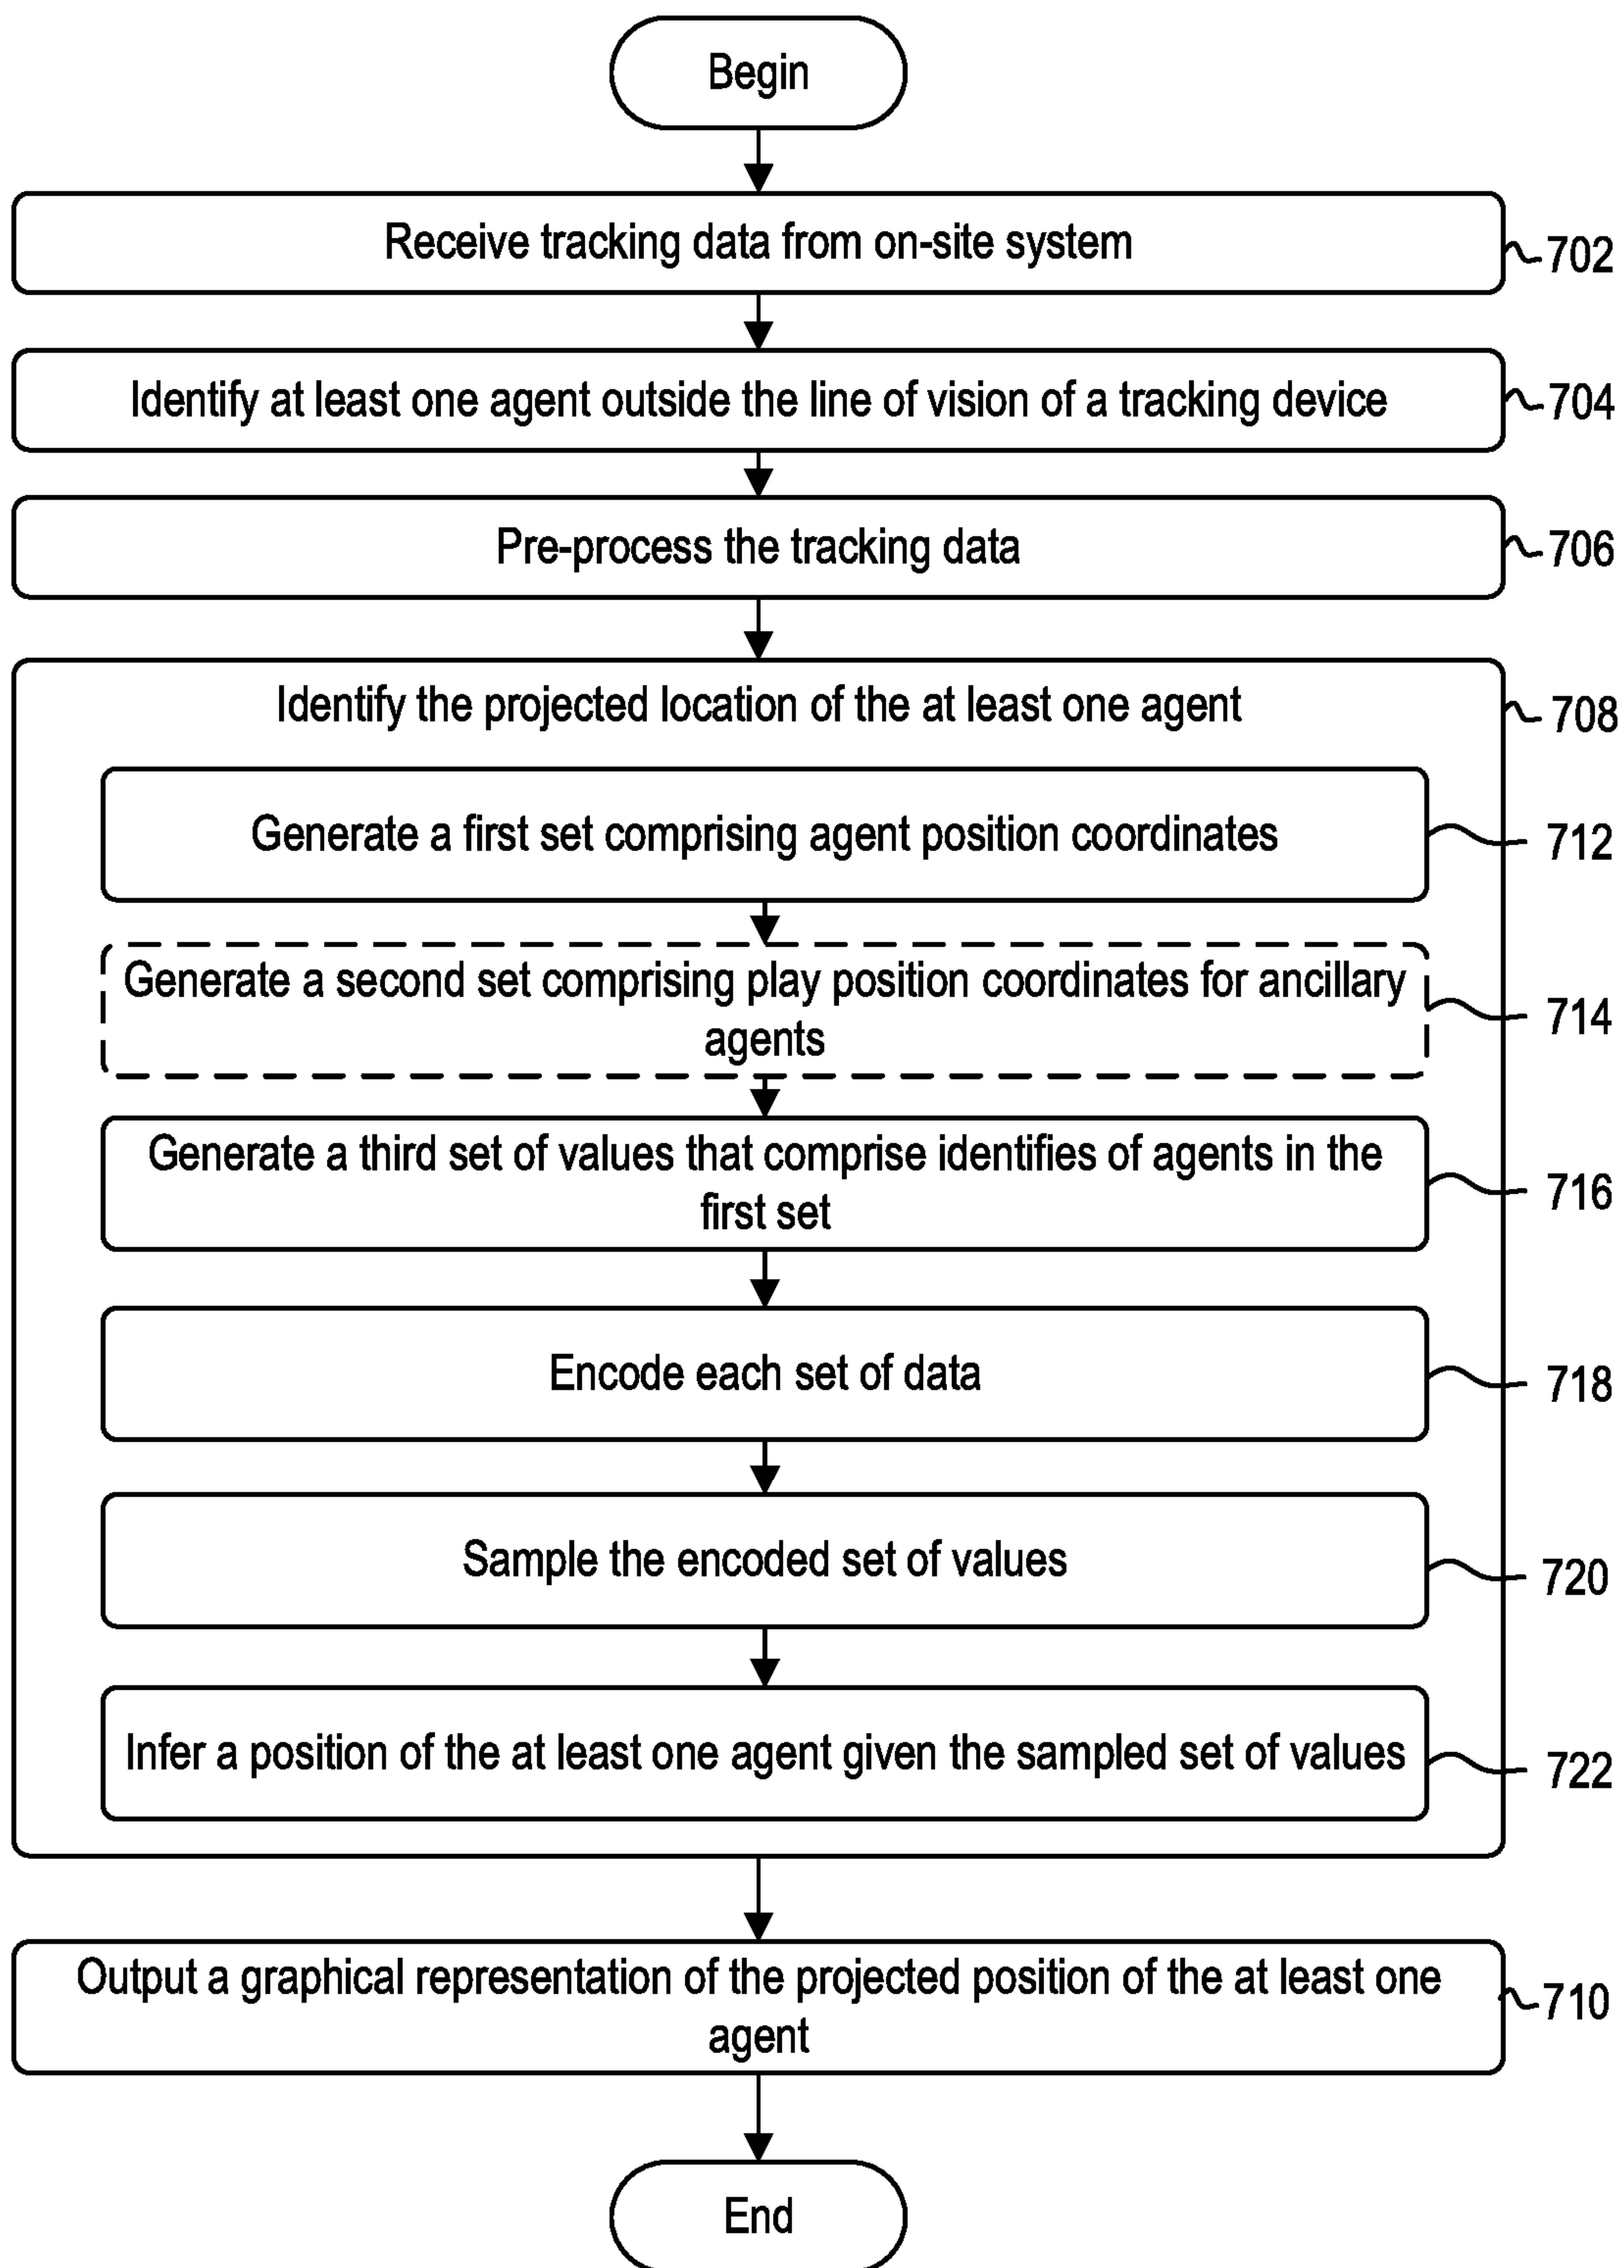 Begin
Receive tracking data from on-site system
702
Identify at least one agent outside the line of vision of a tracking device
704
Pre-process the tracking data
706
Identify the projected location of the at least one agent
708
Generate a first set comprising agent position coordinates
712
Generate a second set comprising play position coordinates for ancillary
agents
714
Generate a third set of values that comprise identifies of agents in the
first set
716
Encode each set of data
718
Sample the encoded set of values
720
Infer a position of the at least one agent given the sampled set of values
722
Output a graphical representation of the projected position of the at least one
agent
710
End